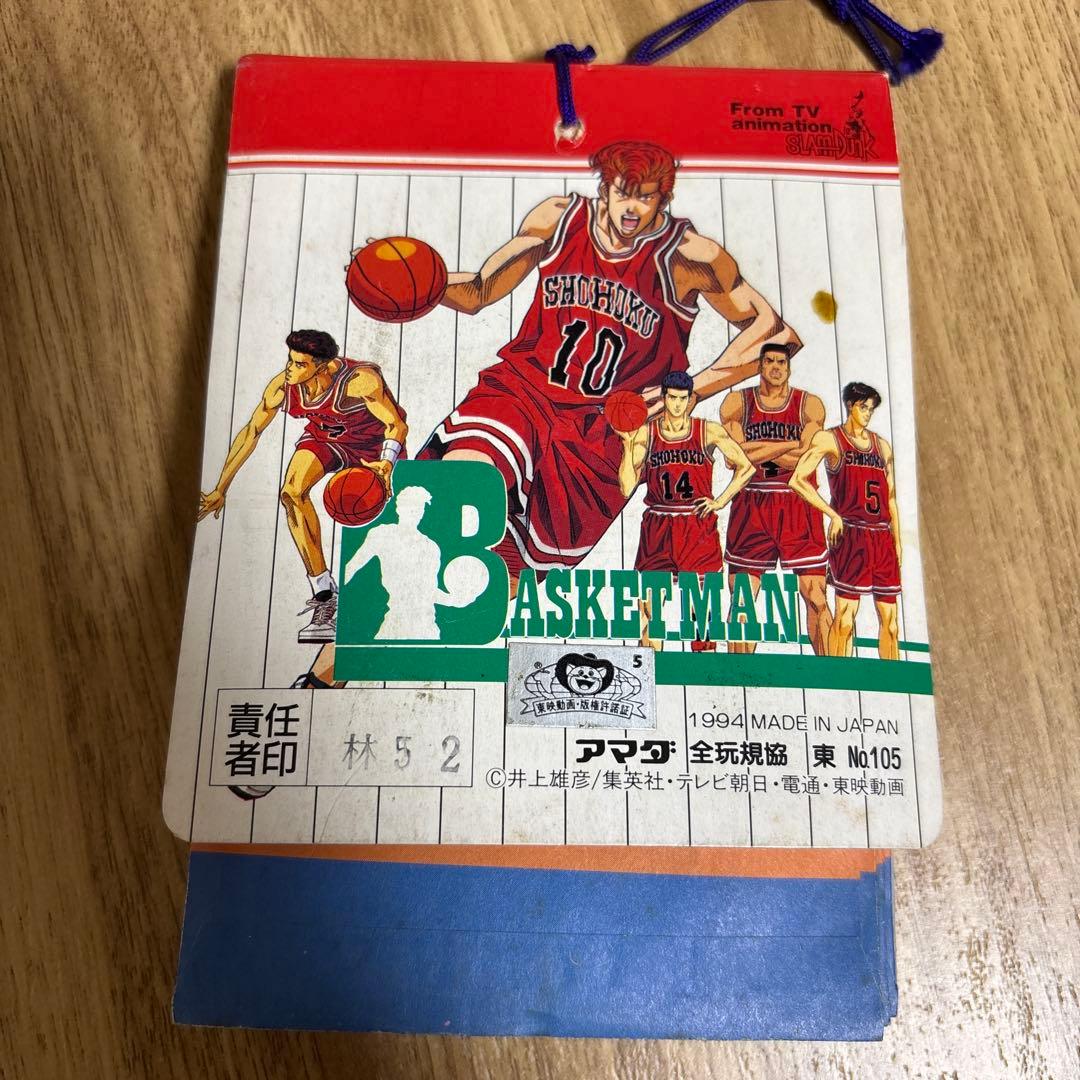 From TV
animation
SLAM DUNK
SHOHOKU
10
SHOHOKU
14
SHOHOKU
4
SHOHOKU
5
7
BASKETMAN
5
®
東映動画・版権許諾証
責任
者印
林52
1994 MADE IN JAPAN
アマダ 全玩規協 東 No.105
©井上雄彦/集英社・テレビ朝日・電通・東映動画